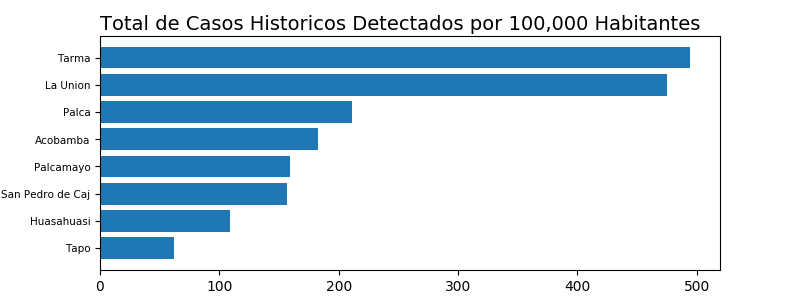 Total de Casos Historicos Detectados por 100,000 Habitantes
Tarma
La Union
Palca
Acobamba
Palcamayo
San Pedro de Caj
Huasahuasi
Tapo
0 100 200 300 400 500